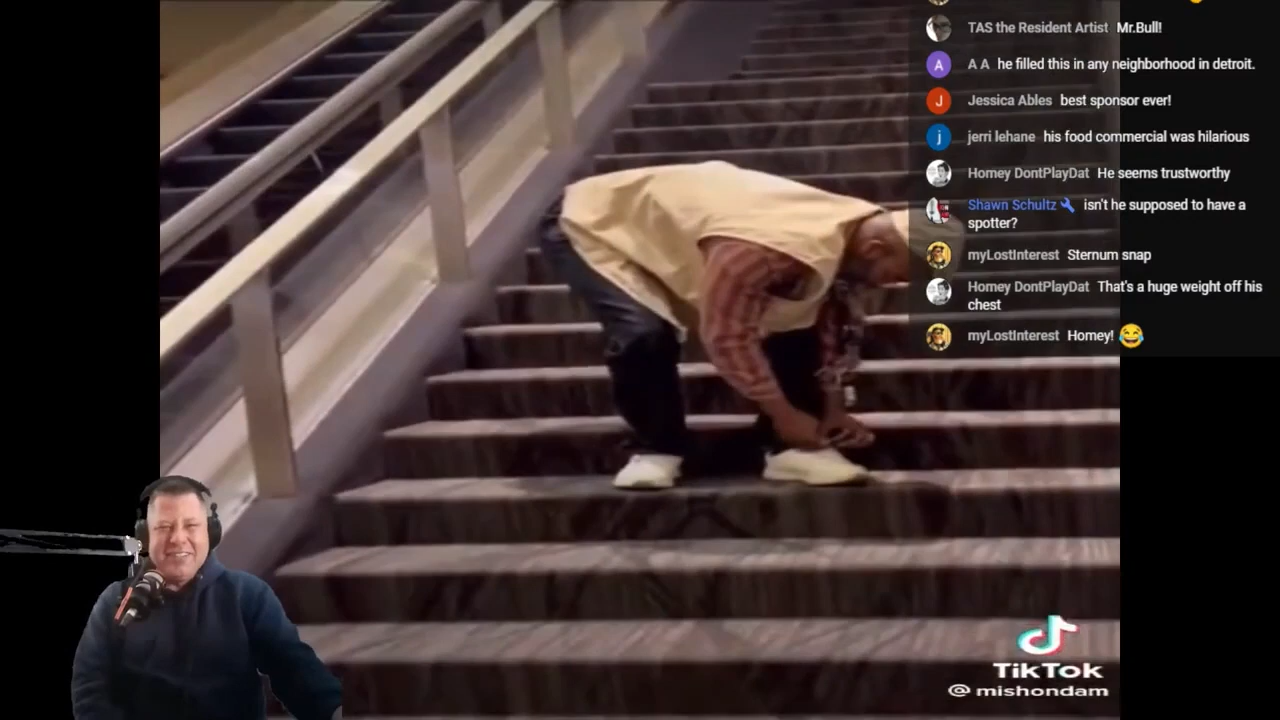 TAS the Resident Artist Mr.Bull!
A A he filled this in any neighborhood in detroit.
Jessica Ables best sponsor ever!
jerri lehane his food commercial was hilarious
Homey DontPlayDat He seems trustworthy
Shawn Schultz isn't he supposed to have a
spotter?
myLostInterest Sternum snap
Homey DontPlayDat That's a huge weight off his
chest
myLostInterest Homey! 😂
TikTok
@mishondam